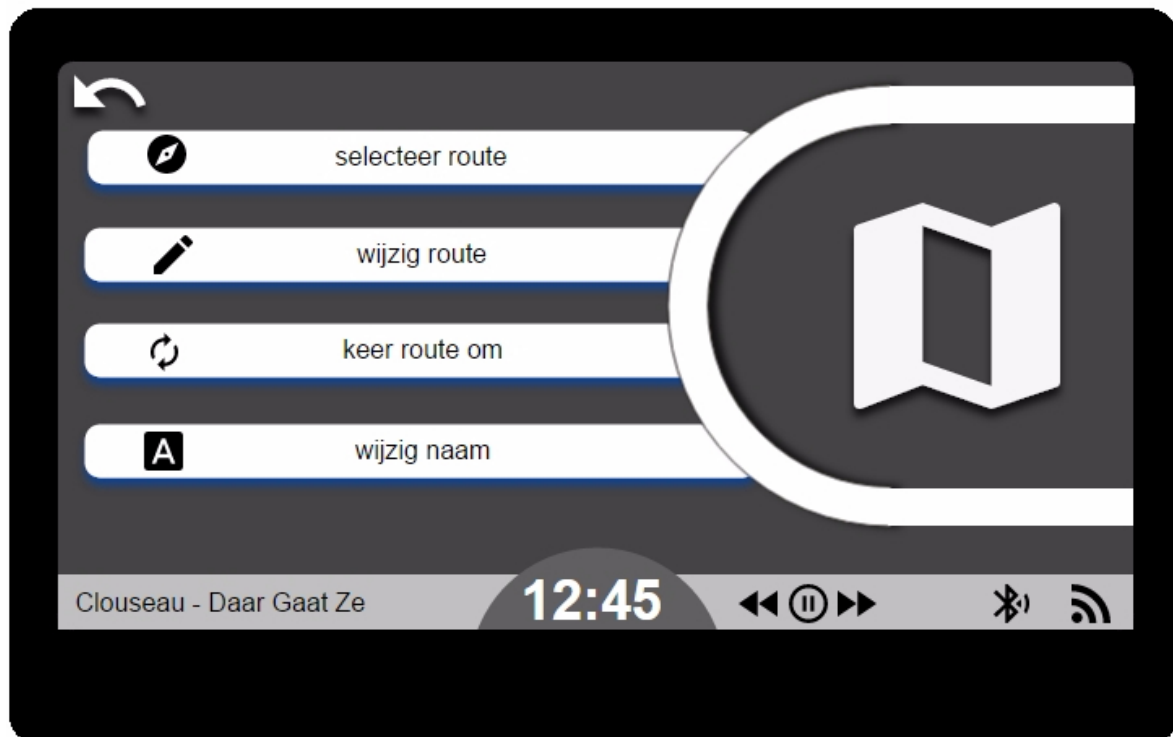 selecteer route
wijzig route
keer route om
A
wijzig naam
Clouseau - Daar Gaat Ze
12:45